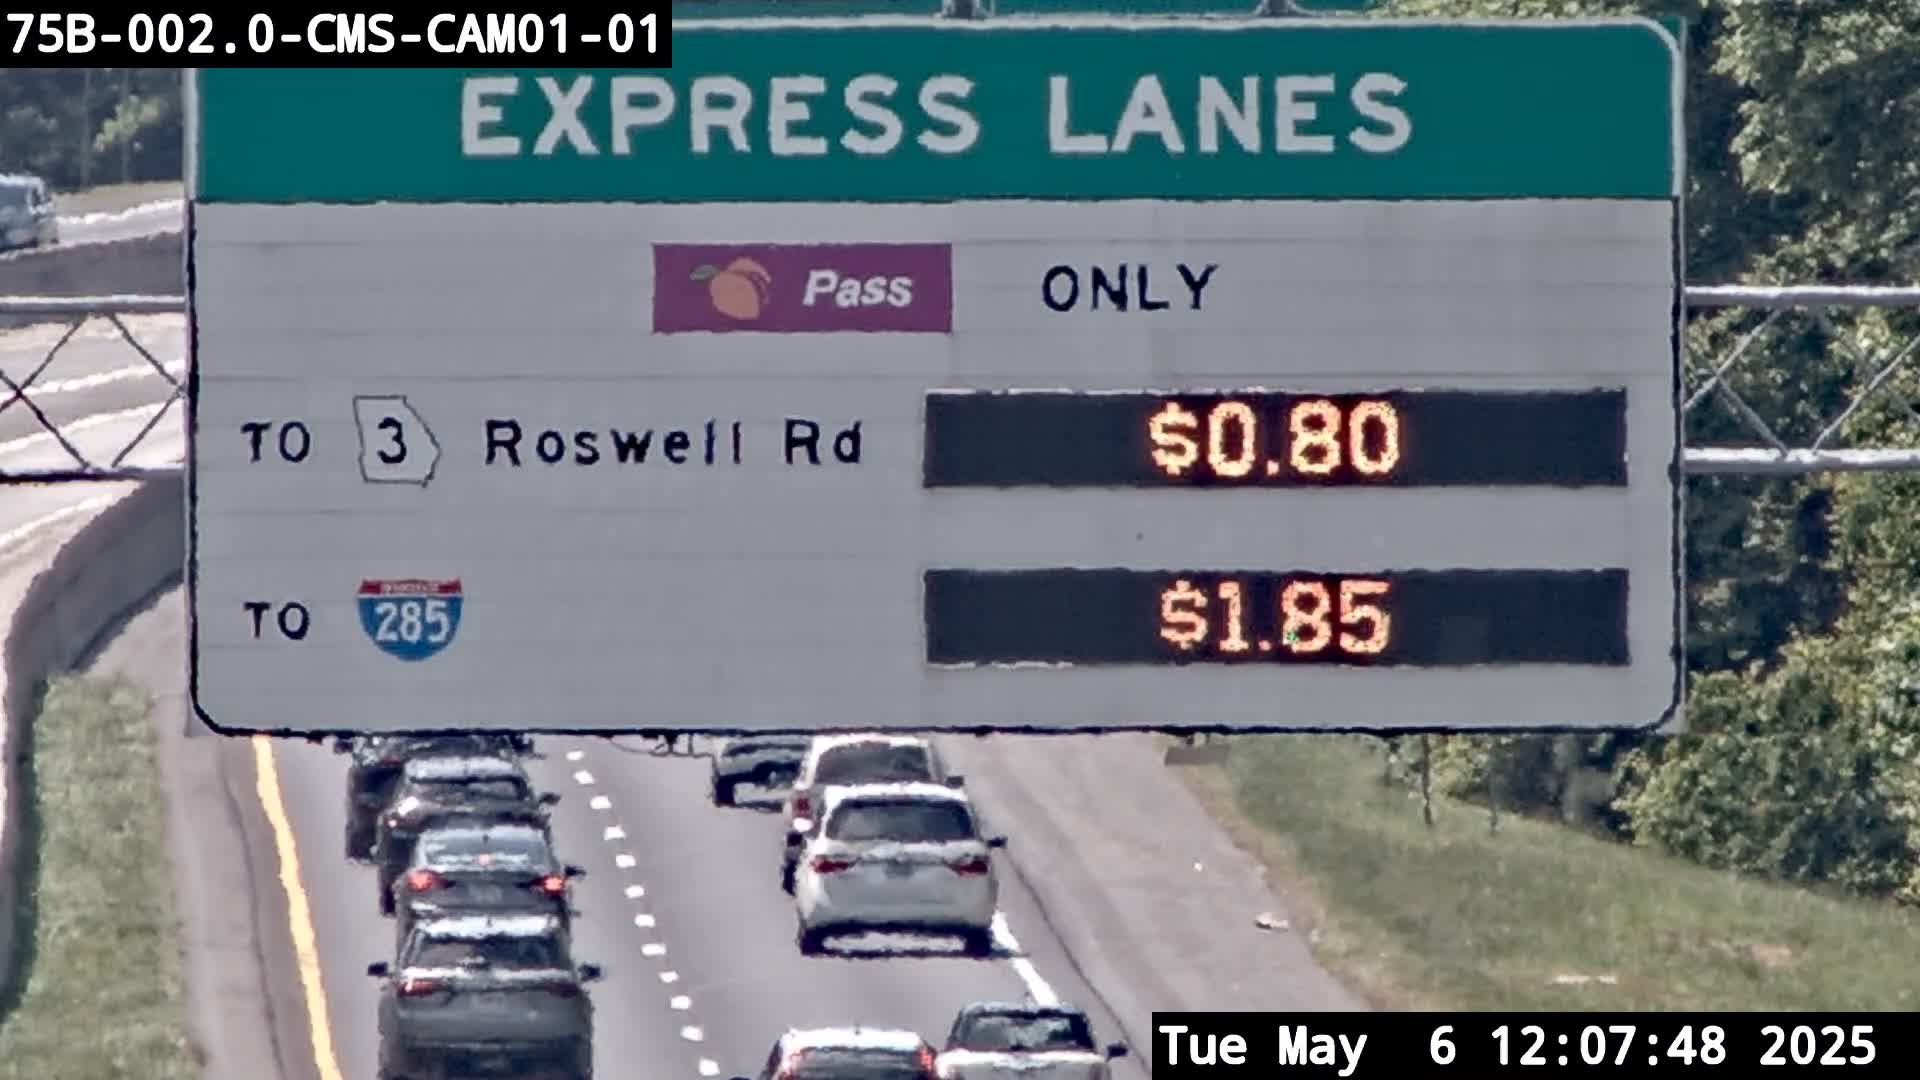 75B-002.0-CMS-CAM01-01
EXPRESS LANES
Pass ONLY
TO 3 Roswell Rd $0.80
TO INTERSTATE 285 $1.85
Tue May 6 12:07:48 2025